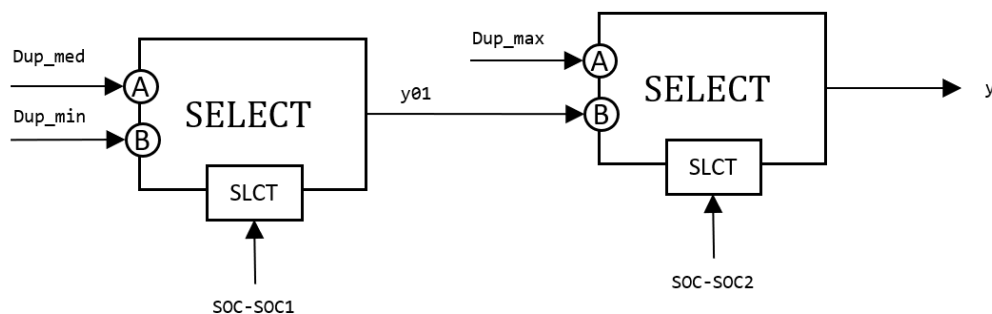 Dup_med
A
Dup_min
B
SELECT
SLCT
SOC-SOC1
y01
Dup_max
A
B
SELECT
SLCT
SOC-SOC2
y